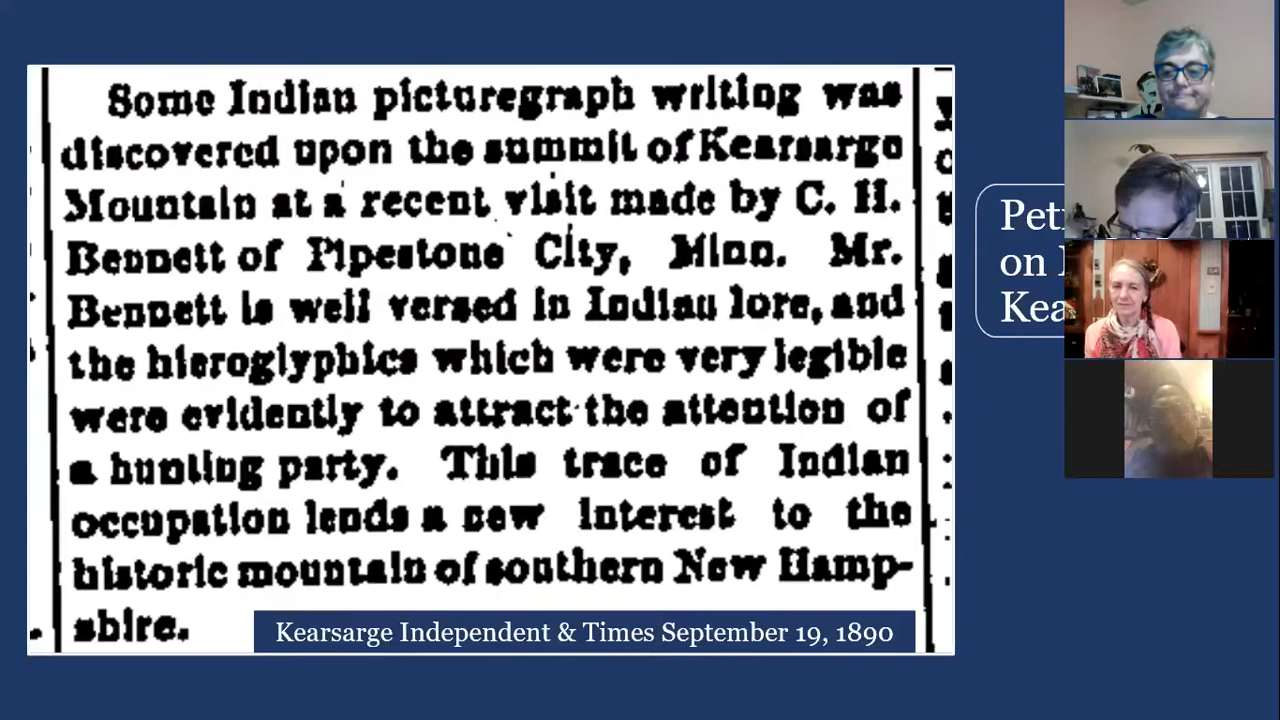 Some Indian picturegraph writing was
discovered upon the summit of Kearsarge
Mountain at a recent visit made by C. H.
Bennett of Pipestone City, Minn. Mr.
Bennett is well versed in Indian lore, and
the hieroglyphics which were very legible
were evidently to attract the attention of
a hunting party. This trace of Indian
occupation lends a new interest to the
historic mountain of southern New Hamp-
shire.
Kearsarge Independent & Times September 19, 1890
Pet
on
Kea